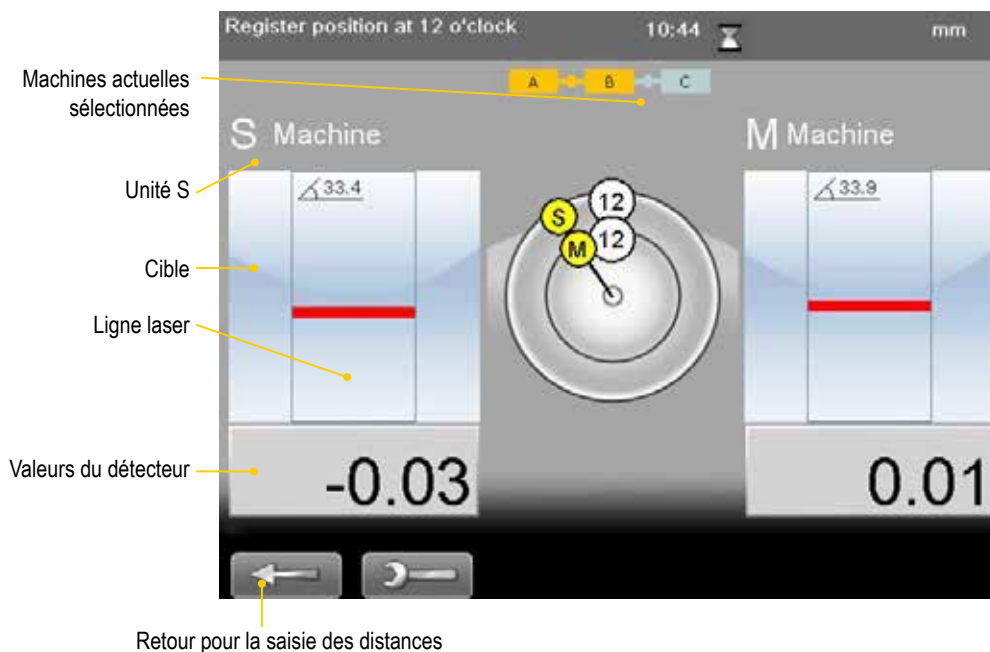 Register position at 12 o'clock
10:44
mm
Machines actuelles
sélectionnées
A
B
C
S Machine
M Machine
Unité S
33.4
33.9
12
S
12
M
Cible
Ligne laser
Valeurs du détecteur
-0.03
0.01
Retour pour la saisie des distances